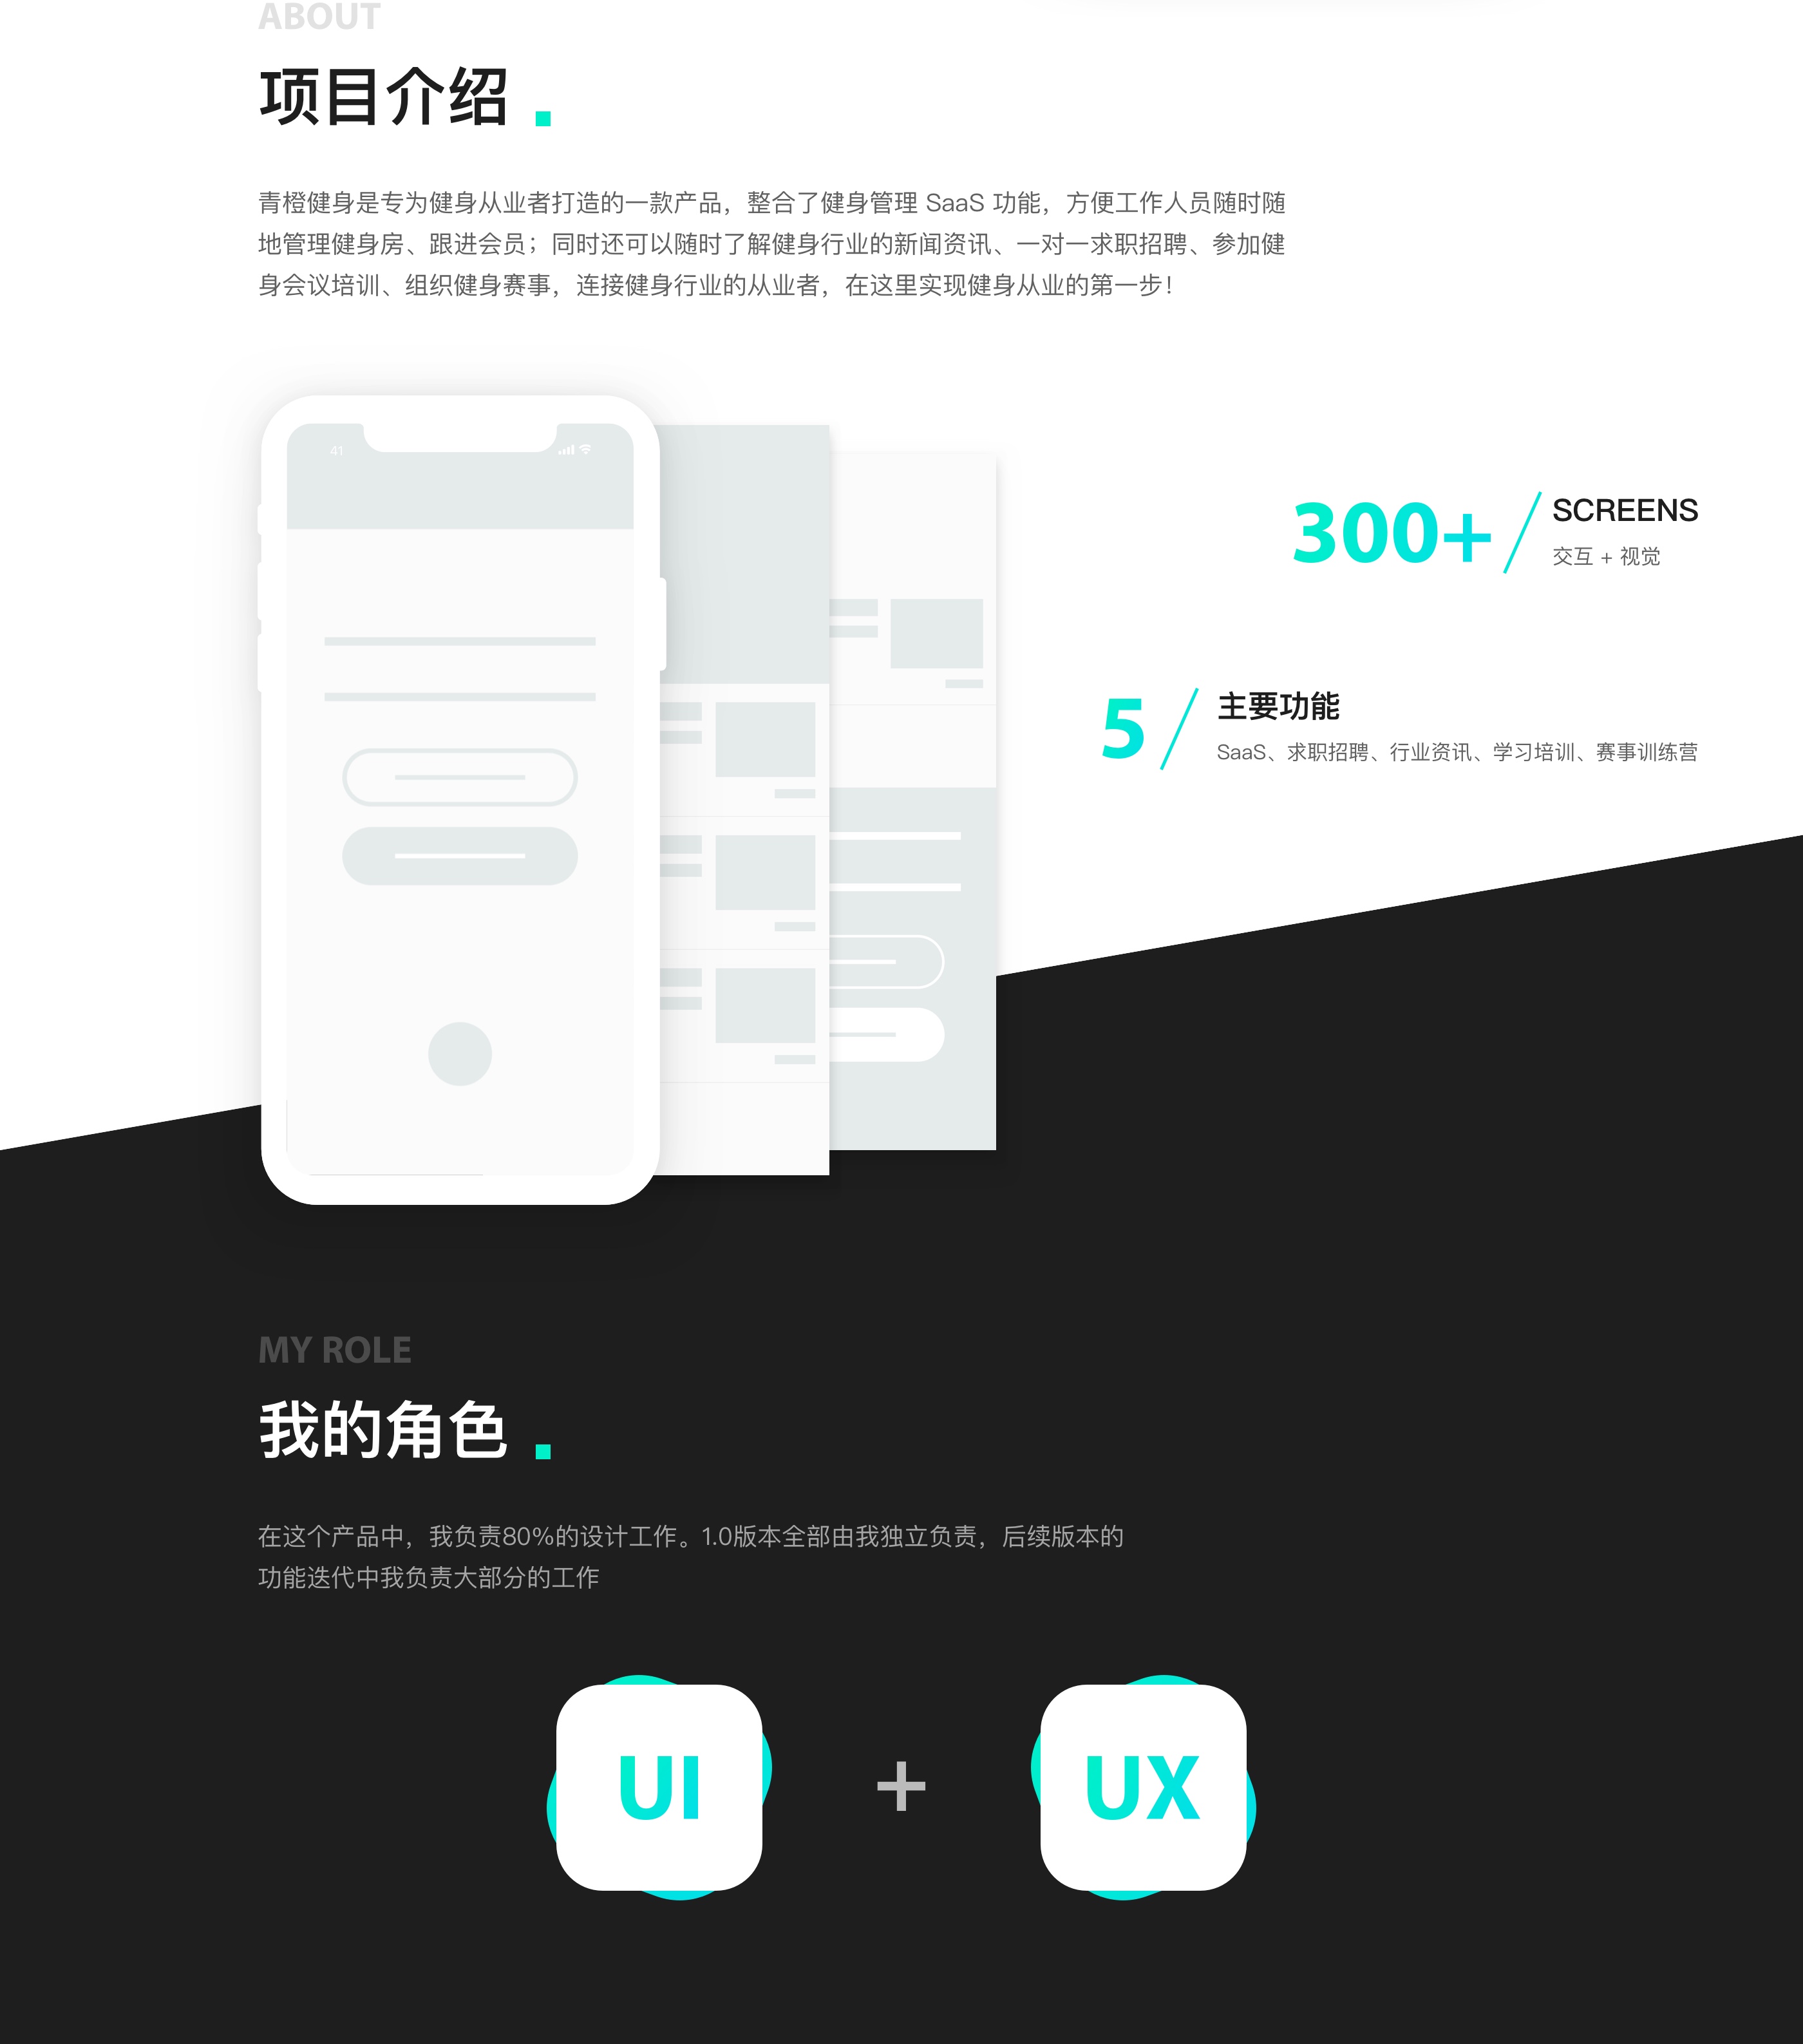 ABOUT
项目介绍 .
青橙健身是专为健身从业者打造的一款产品，整合了健身管理 SaaS 功能，方便工作人员随时随
地管理健身房、跟进会员；同时还可以随时了解健身行业的新闻资讯、一对一求职招聘、参加健
身会议培训、组织健身赛事，连接健身行业的从业者，在这里实现健身从业的第一步！
41
300+ / SCREENS
交互 + 视觉
5 / 主要功能
SaaS、求职招聘、行业资讯、学习培训、赛事训练营
MY ROLE
我的角色 .
在这个产品中，我负责80%的设计工作。1.0版本全部由我独立负责，后续版本的
功能迭代中我负责大部分的工作
UI + UX